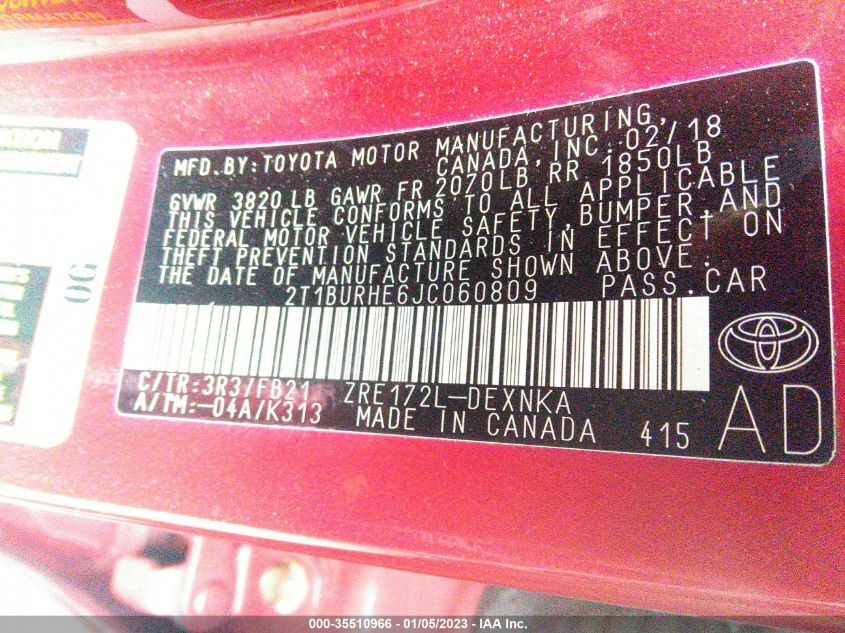 MFD. BY: TOYOTA MOTOR MANUFACTURING,
CANADA, INC. 02/18
GVWR 3820 LB GAWR FR 2070LB RR 1850LB
THIS VEHICLE CONFORMS TO ALL APPLICABLE
FEDERAL MOTOR VEHICLE SAFETY, BUMPER, AND
THEFT PREVENTION STANDARDS IN EFFECT ON
THE DATE OF MANUFACTURE SHOWN ABOVE.
2T1BURHE6JC060809 PASS. CAR
C/TR: 3R3/FB21 ZRE172L-DEXNKA
A/TM: -04A/K313 MADE IN CANADA 415
AD
OG
000-35510966 - 01/05/2023 - IAA Inc.